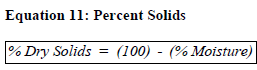 Equation 11: Percent Solids
% Dry Solids = (100) - (% Moisture)